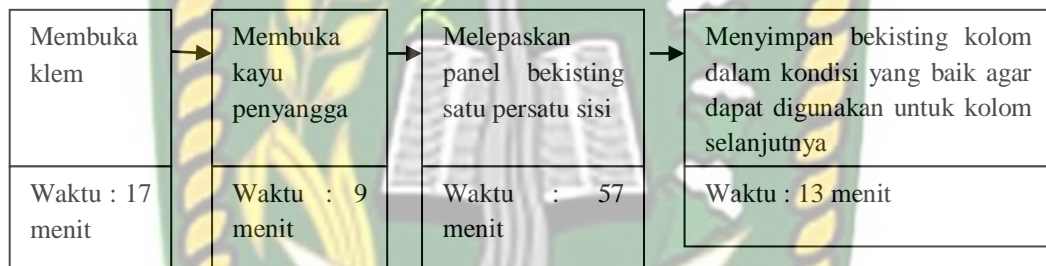 Membuka
klem
Membuka
kayu
penyangga
Melepaskan
panel bekisting
satu persatu sisi
Menyimpan bekisting kolom
dalam kondisi yang baik agar
dapat digunakan untuk kolom
selanjutnya
Waktu : 17
menit
Waktu : 9
menit
Waktu : 57
menit
Waktu : 13 menit